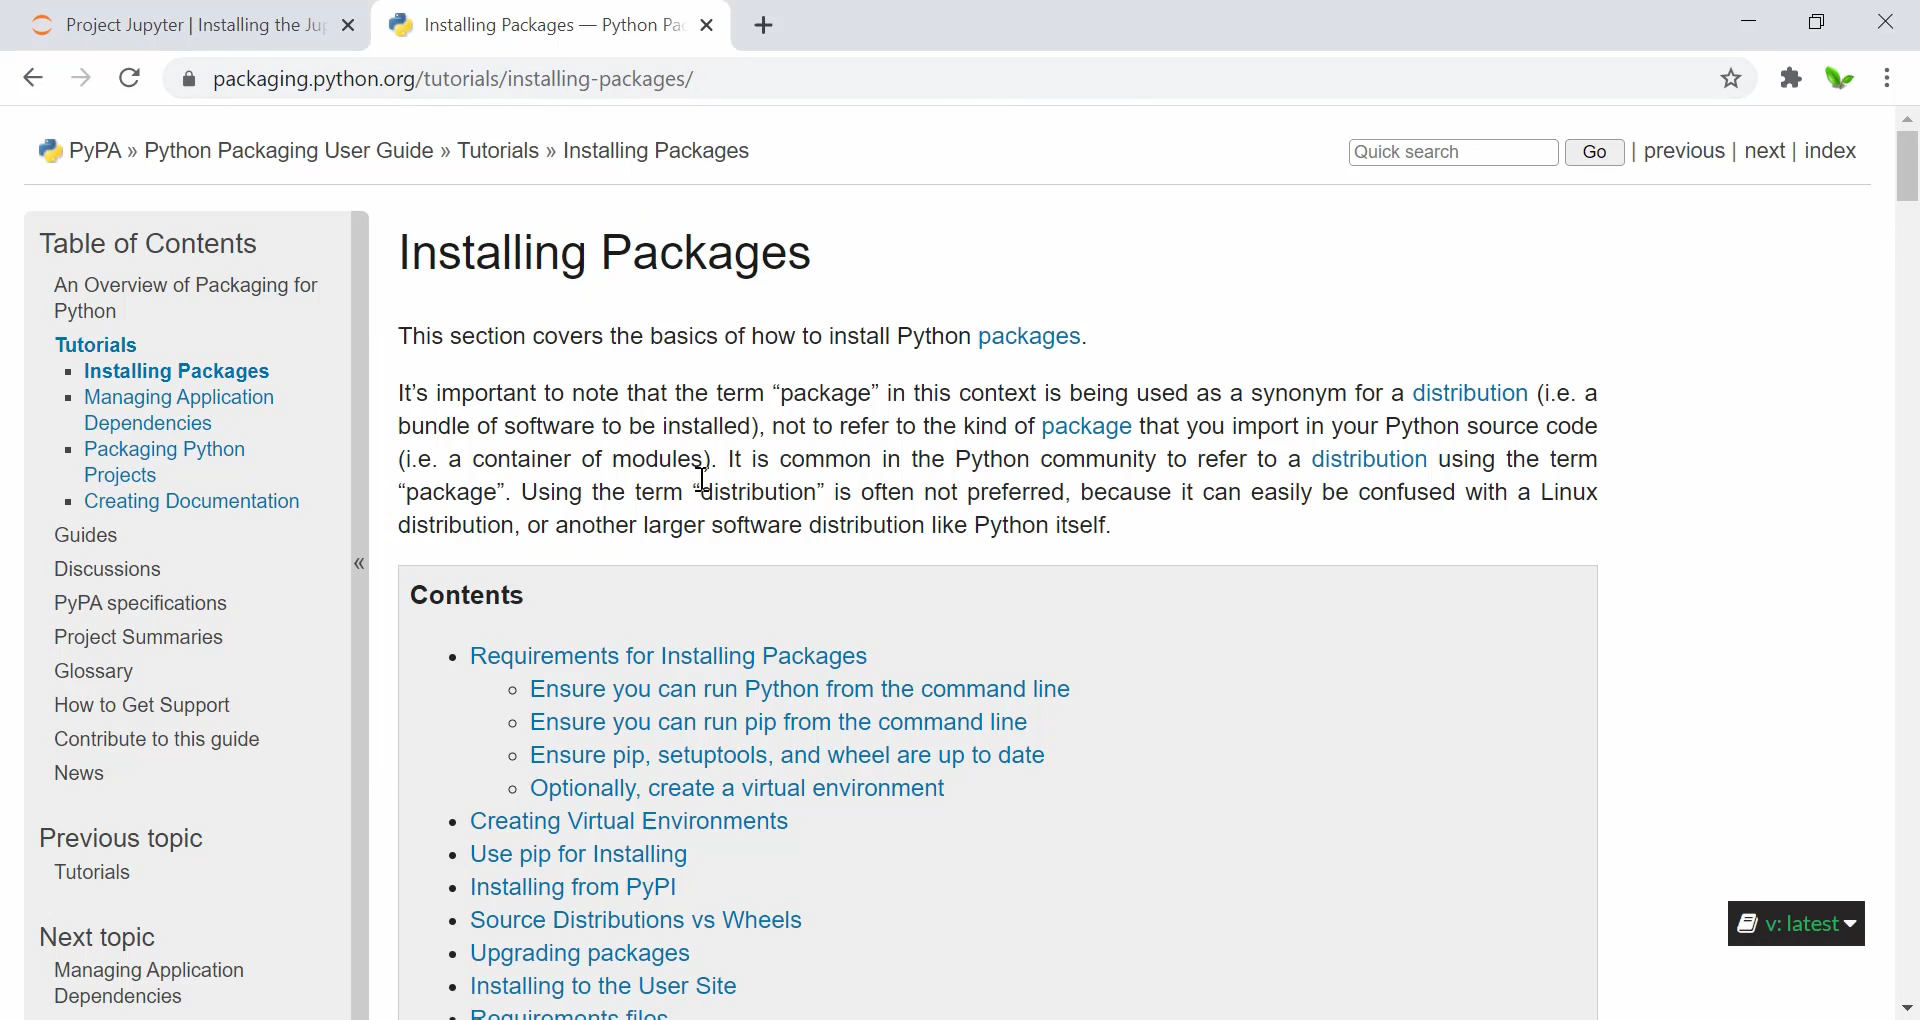 Project Jupyter | Installing the Ju
Installing Packages — Python Pac
packaging.python.org/tutorials/installing-packages/
PyPA » Python Packaging User Guide » Tutorials » Installing Packages
Quick search Go | previous | next | index
Table of Contents
An Overview of Packaging for
Python
Tutorials
Installing Packages
Managing Application
Dependencies
Packaging Python
Projects
Creating Documentation
Guides
Discussions
PyPA specifications
Project Summaries
Glossary
How to Get Support
Contribute to this guide
News
Previous topic
Tutorials
Next topic
Managing Application
Dependencies
«
Installing Packages
This section covers the basics of how to install Python packages.
It’s important to note that the term “package” in this context is being used as a synonym for a distribution (i.e. a
bundle of software to be installed), not to refer to the kind of package that you import in your Python source code
(i.e. a container of modules). It is common in the Python community to refer to a distribution using the term
“package”. Using the term “distribution” is often not preferred, because it can easily be confused with a Linux
distribution, or another larger software distribution like Python itself.
Contents
Requirements for Installing Packages
Ensure you can run Python from the command line
Ensure you can run pip from the command line
Ensure pip, setuptools, and wheel are up to date
Optionally, create a virtual environment
Creating Virtual Environments
Use pip for Installing
Installing from PyPI
Source Distributions vs Wheels
Upgrading packages
Installing to the User Site
Requirements files
v: latest